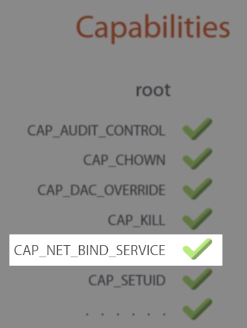 Capabilities
root
CAP_AUDIT_CONTROL
CAP_CHOWN
CAP_DAC_OVERRIDE
CAP_KILL
CAP_NET_BIND_SERVICE
CAP_SETUID
. . . . . .